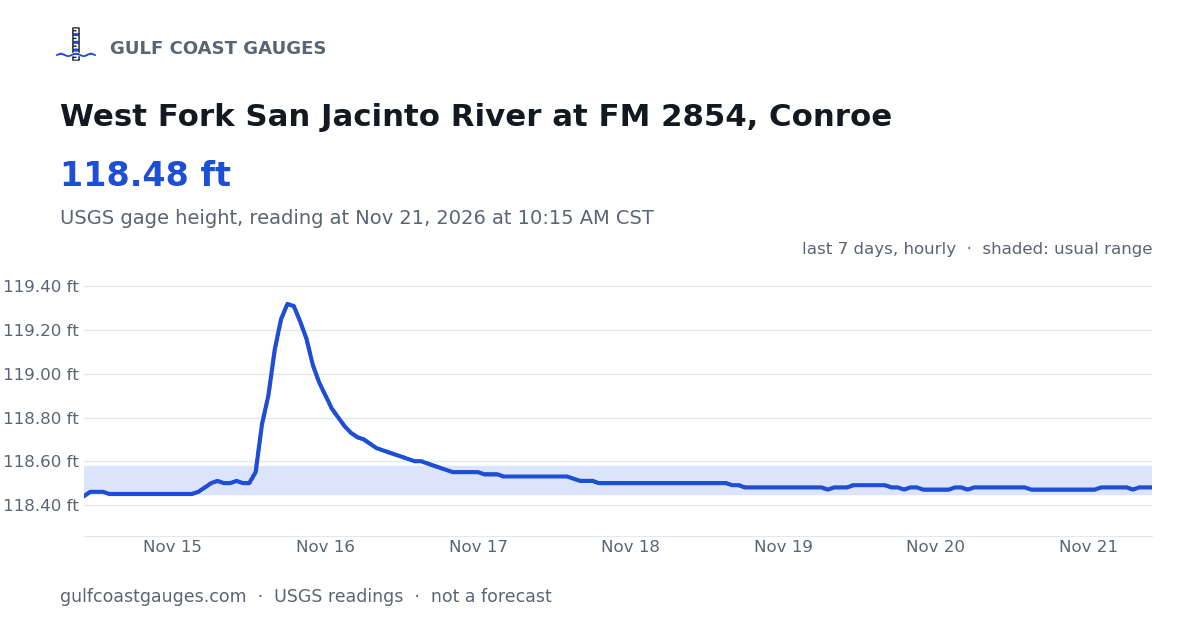 GULF COAST GAUGES
West Fork San Jacinto River at FM 2854, Conroe
118.48 ft
USGS gage height, reading at Nov 21, 2026 at 10:15 AM CST
last 7 days, hourly · shaded: usual range
119.40 ft
119.20 ft
119.00 ft
118.80 ft
118.60 ft
118.40 ft
Nov 15 Nov 16 Nov 17 Nov 18 Nov 19 Nov 20 Nov 21
gulfcoastgauges.com · USGS readings · not a forecast